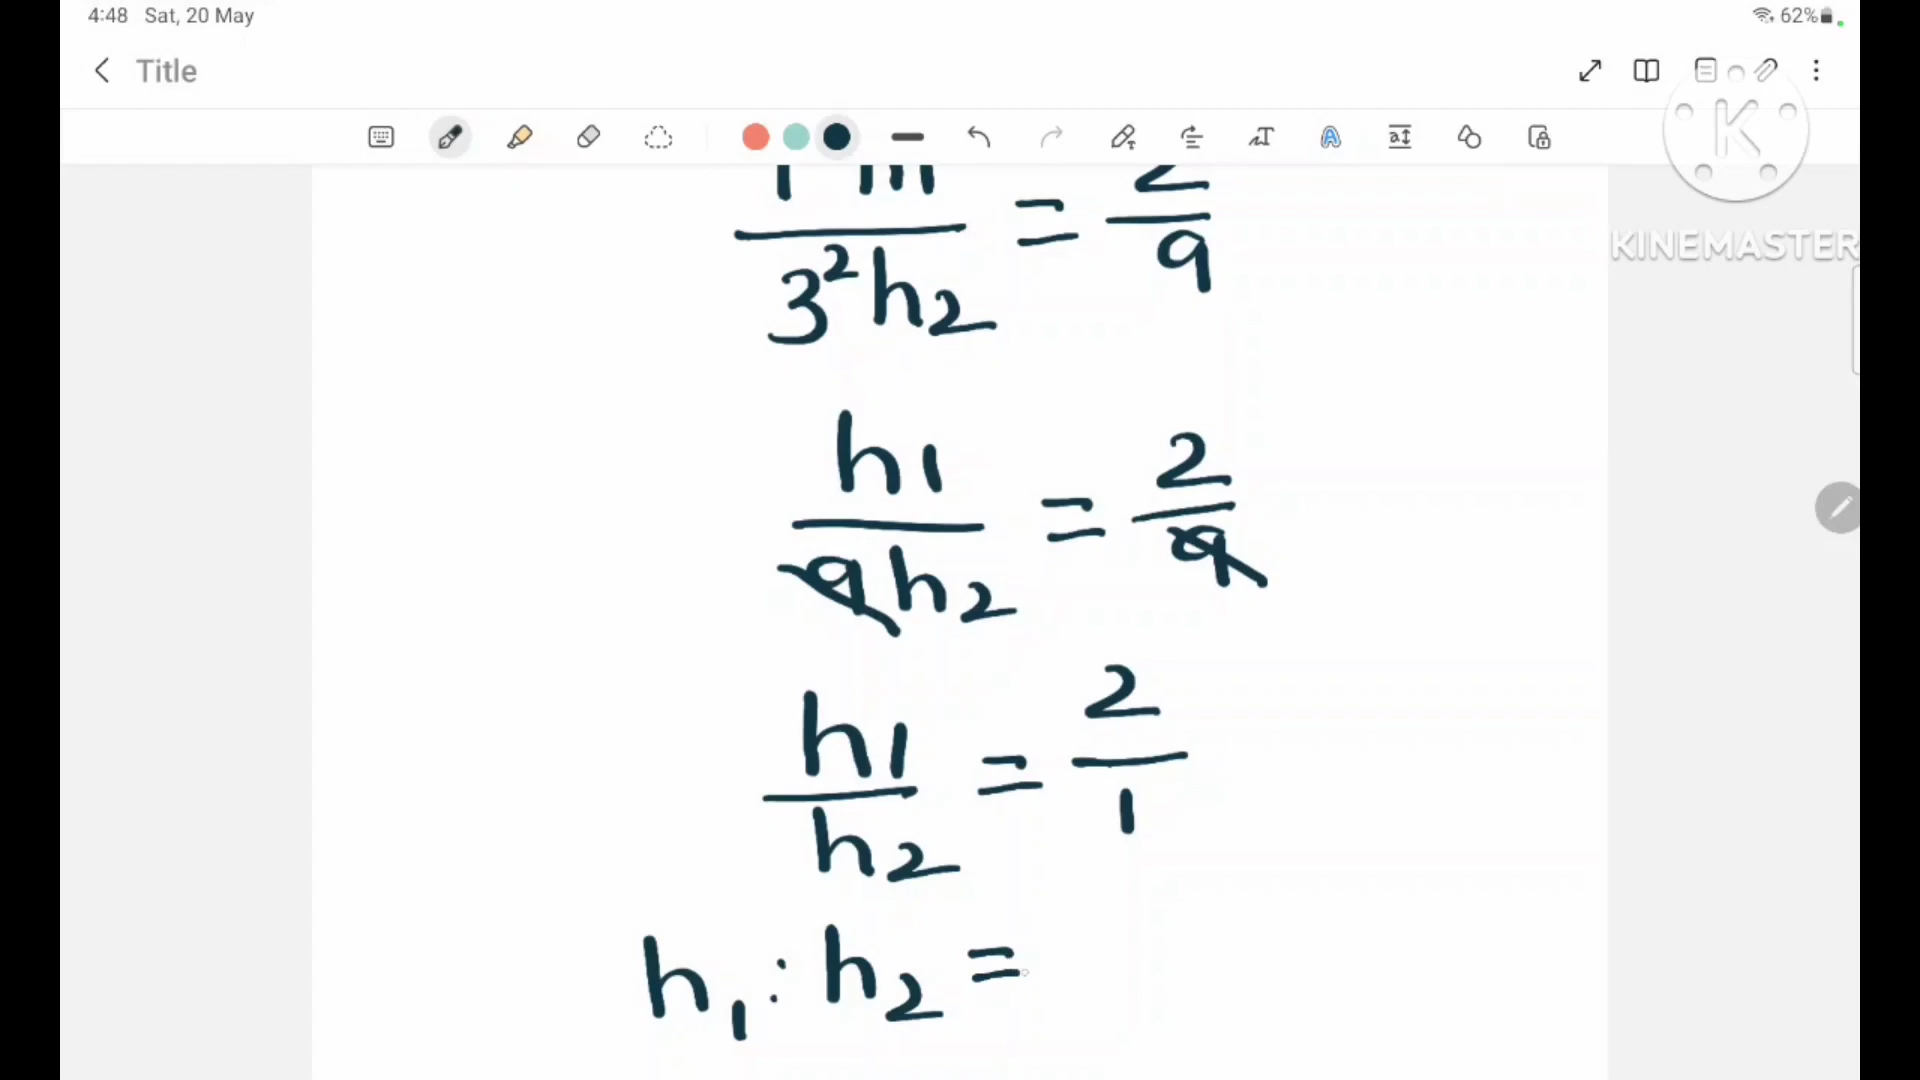 4:48 Sat, 20 May 62%
Title
K
KINEMASTER
= 2
3²h2 9
h1 = 2
9h2 9
h1 = 2
h2 1
h1 : h2 =